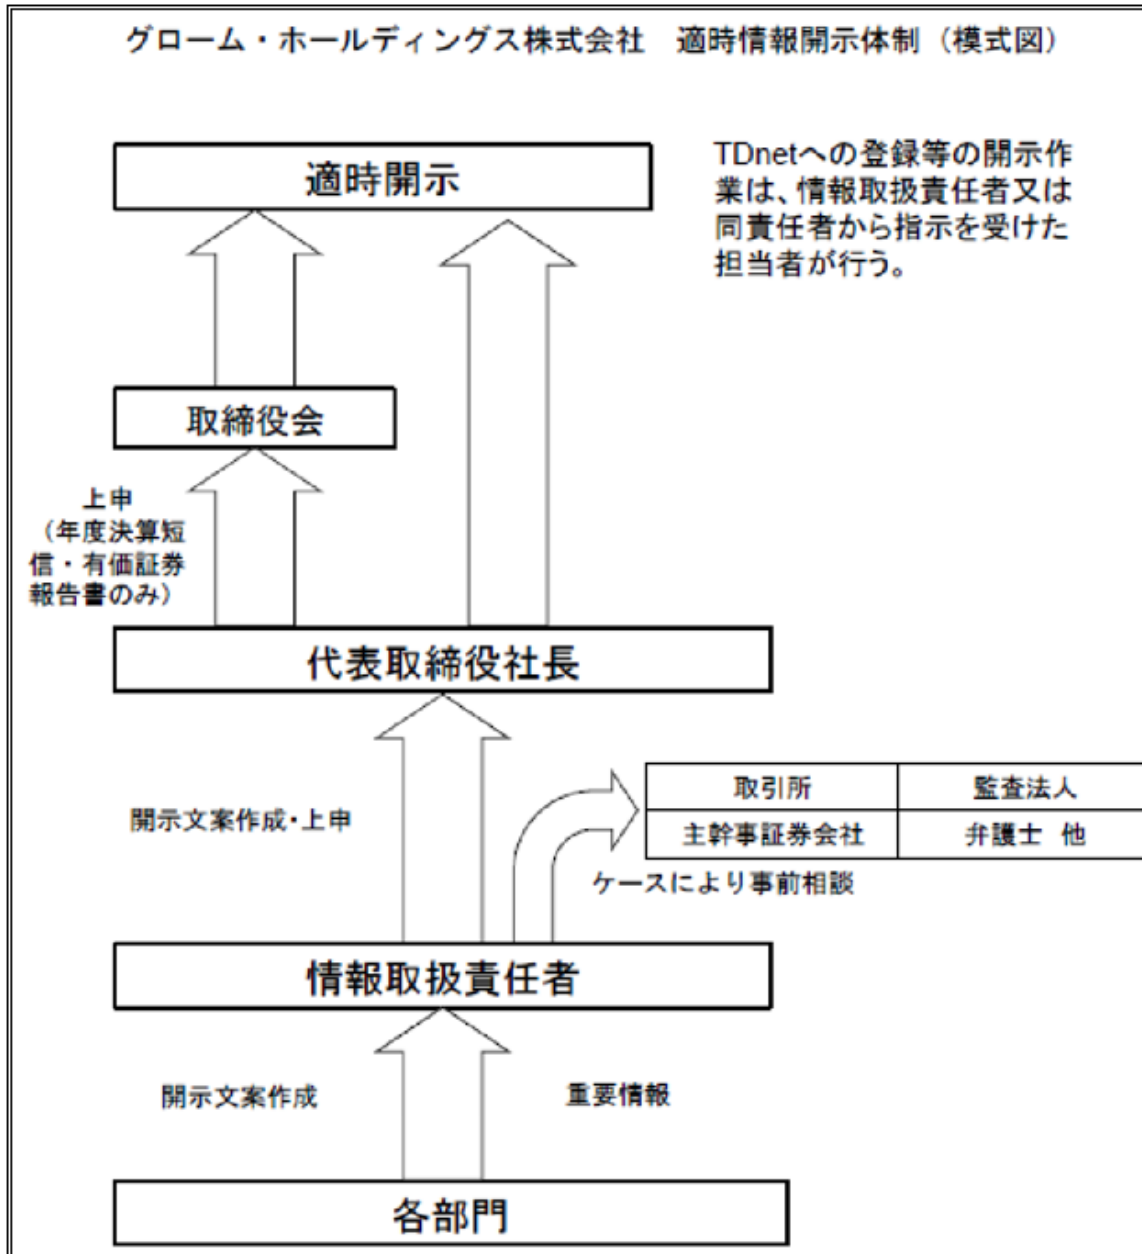 グローム・ホールディングス株式会社　適時情報開示体制（模式図）
適時開示
TDnetへの登録等の開示作
業は、情報取扱責任者又は
同責任者から指示を受けた
担当者が行う。
取締役会
上申
（年度決算短
信・有価証券
報告書のみ）
代表取締役社長
開示文案作成・上申
取引所　監査法人
主幹事証券会社　弁護士 他
ケースにより事前相談
情報取扱責任者
開示文案作成　重要情報
各部門